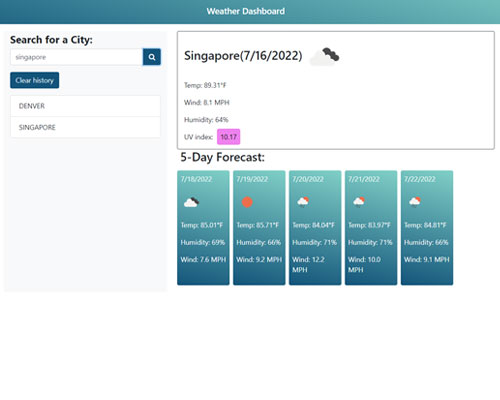 Weather Dashboard
Search for a City:
singapore
Clear history
DENVER
SINGAPORE
Singapore(7/16/2022)
Temp: 89.31°F
Wind: 8.1 MPH
Humidity: 64%
UV index: 10.17
5-Day Forecast:
7/18/2022
Temp: 85.01°F
Humidity: 69%
Wind: 7.6 MPH
7/19/2022
Temp: 85.71°F
Humidity: 66%
Wind: 9.2 MPH
7/20/2022
Temp: 84.04°F
Humidity: 71%
Wind: 12.2
MPH
7/21/2022
Temp: 83.97°F
Humidity: 71%
Wind: 10.0
MPH
7/22/2022
Temp: 84.81°F
Humidity: 66%
Wind: 9.1 MPH